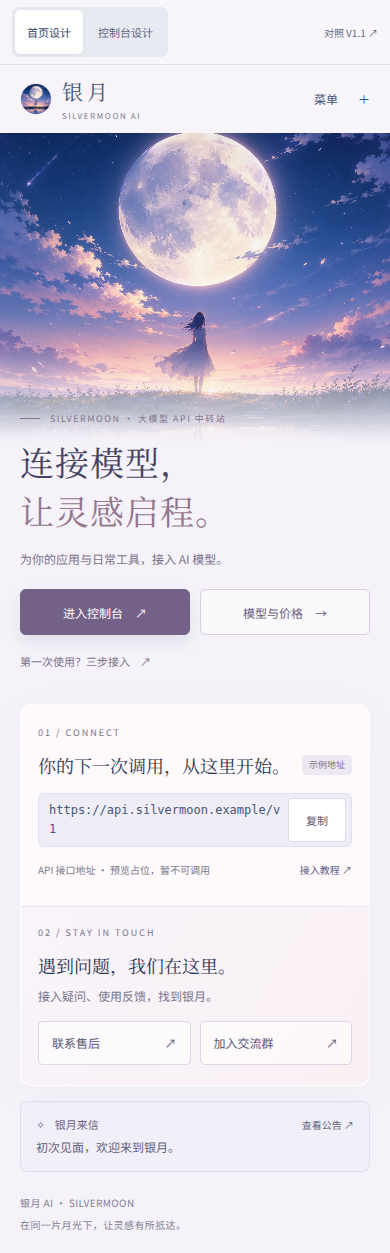 首页设计
控制台设计
对照 V1.1 ↗
银月
SILVERMOON AI
菜单 +
SILVERMOON · 大模型 API 中转站
连接模型，
让灵感启程。
为你的应用与日常工具，接入 AI 模型。
进入控制台 ↗
模型与价格 →
第一次使用？三步接入 ↗
01 / CONNECT
你的下一次调用，从这里开始。
示例地址
https://api.silvermoon.example/v
1
复制
API 接口地址 · 预览占位，暂不可调用
接入教程 ↗
02 / STAY IN TOUCH
遇到问题，我们在这里。
接入疑问、使用反馈，找到银月。
联系售后 ↗
加入交流群 ↗
✧ 银月来信
查看公告 ↗
初次见面，欢迎来到银月。
银月 AI · SILVERMOON
在同一片月光下，让灵感有所抵达。